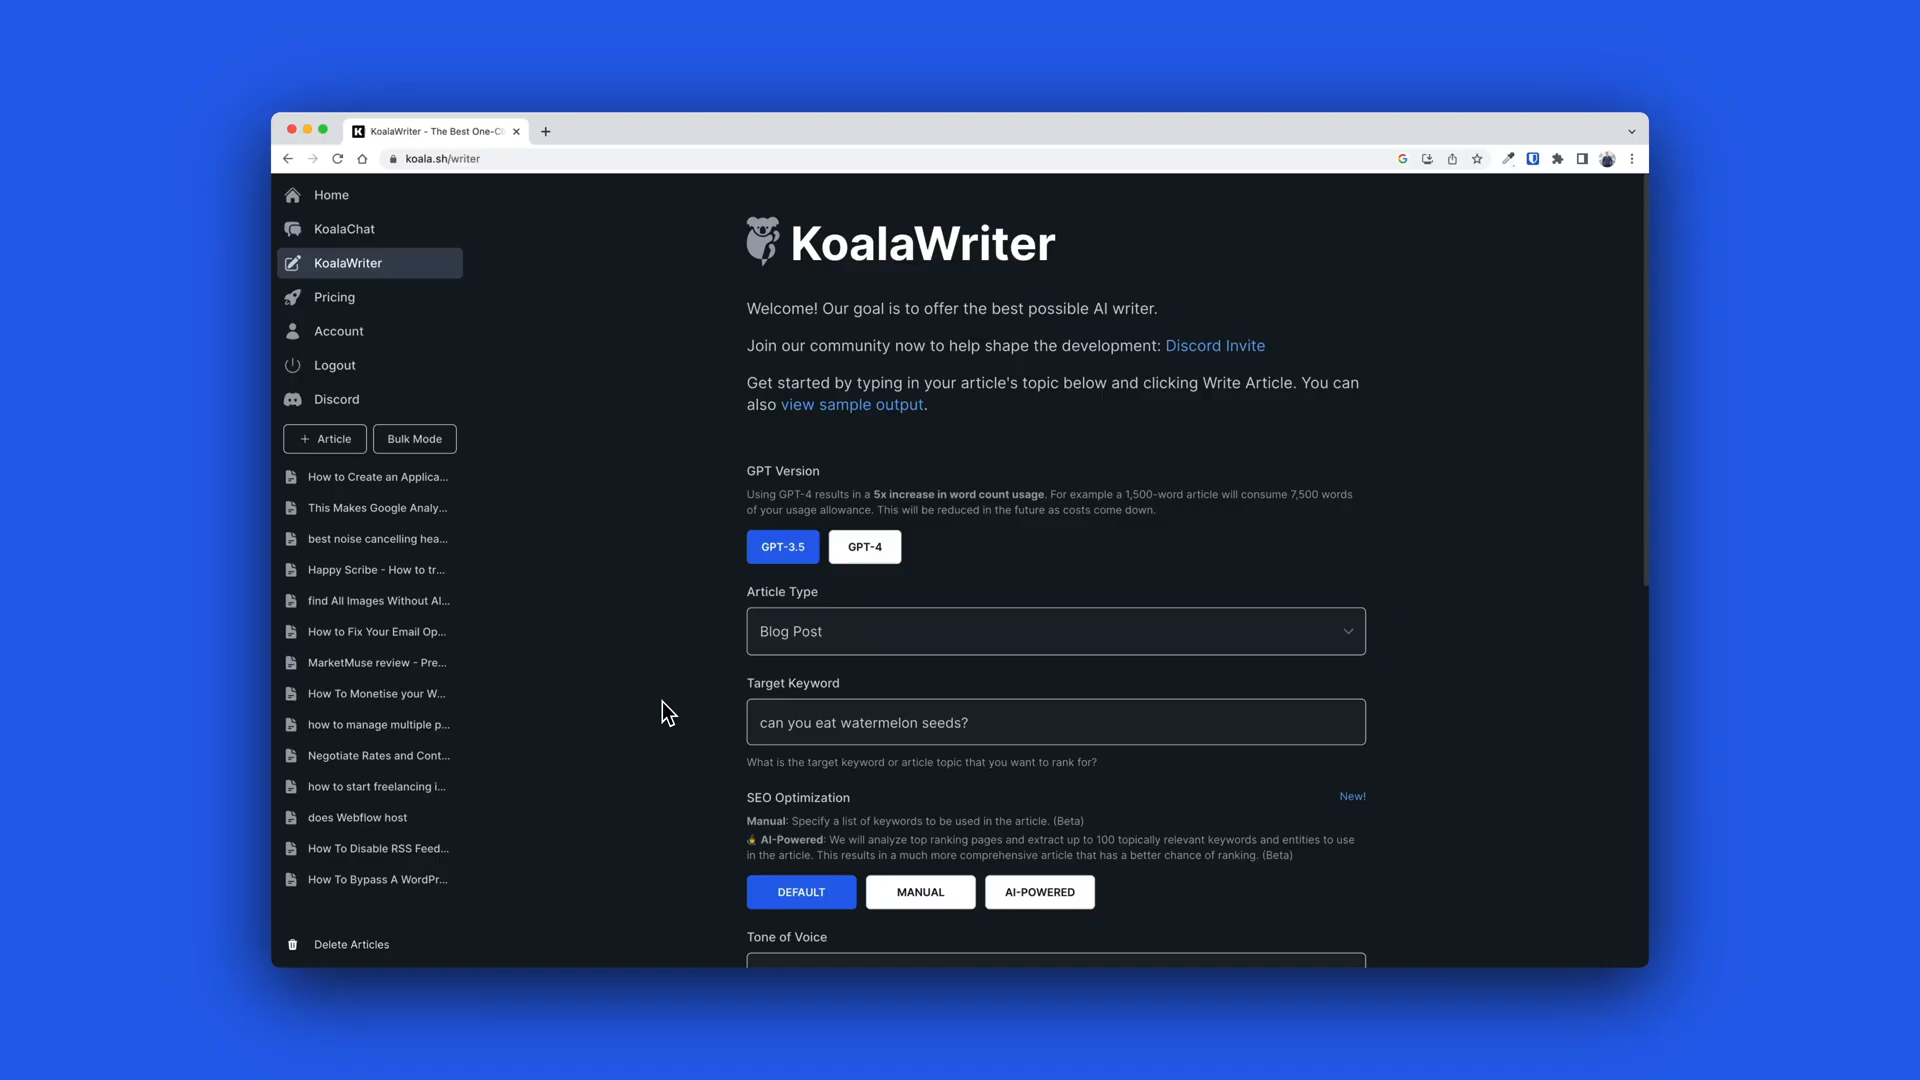 KoalaWriter - The Best One-Cl
koala.sh/writer
Home
KoalaChat
KoalaWriter
Pricing
Account
Logout
Discord
+ Article
Bulk Mode
How to Create an Applica...
This Makes Google Analy...
best noise cancelling hea...
Happy Scribe - How to tr...
find All Images Without Al...
How to Fix Your Email Op...
MarketMuse review - Pre...
How To Monetise your W...
how to manage multiple p...
Negotiate Rates and Cont...
how to start freelancing i...
does Webflow host
How To Disable RSS Feed...
How To Bypass A WordPr...
Delete Articles
KoalaWriter
Welcome! Our goal is to offer the best possible AI writer.
Join our community now to help shape the development: Discord Invite
Get started by typing in your article's topic below and clicking Write Article. You can
also view sample output.
GPT Version
Using GPT-4 results in a 5x increase in word count usage. For example a 1,500-word article will consume 7,500 words
of your usage allowance. This will be reduced in the future as costs come down.
GPT-3.5
GPT-4
Article Type
Blog Post
Target Keyword
can you eat watermelon seeds?
What is the target keyword or article topic that you want to rank for?
SEO Optimization
New!
Manual: Specify a list of keywords to be used in the article. (Beta)
AI-Powered: We will analyze top ranking pages and extract up to 100 topically relevant keywords and entities to use
in the article. This results in a much more comprehensive article that has a better chance of ranking. (Beta)
DEFAULT
MANUAL
AI-POWERED
Tone of Voice